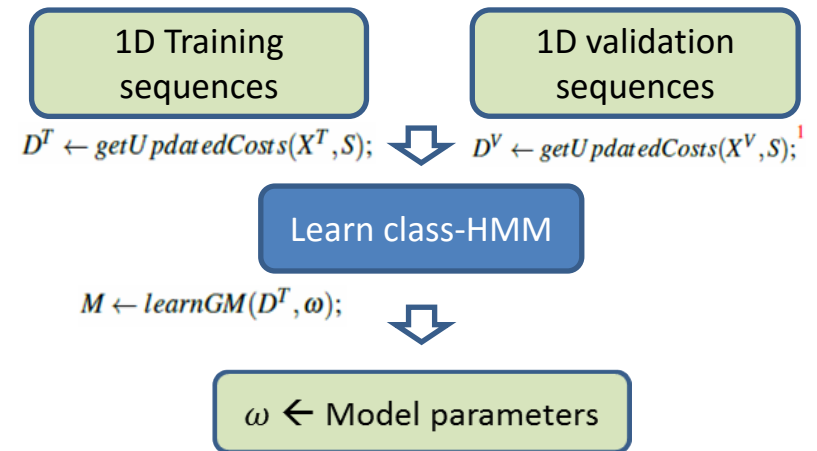 1D Training
sequences
1D validation
sequences
D^T ← getUpdatedCosts(X^T, S);
D^V ← getUpdatedCosts(X^V, S);^1
Learn class-HMM
M ← learnGM(D^T, ω);
ω ← Model parameters